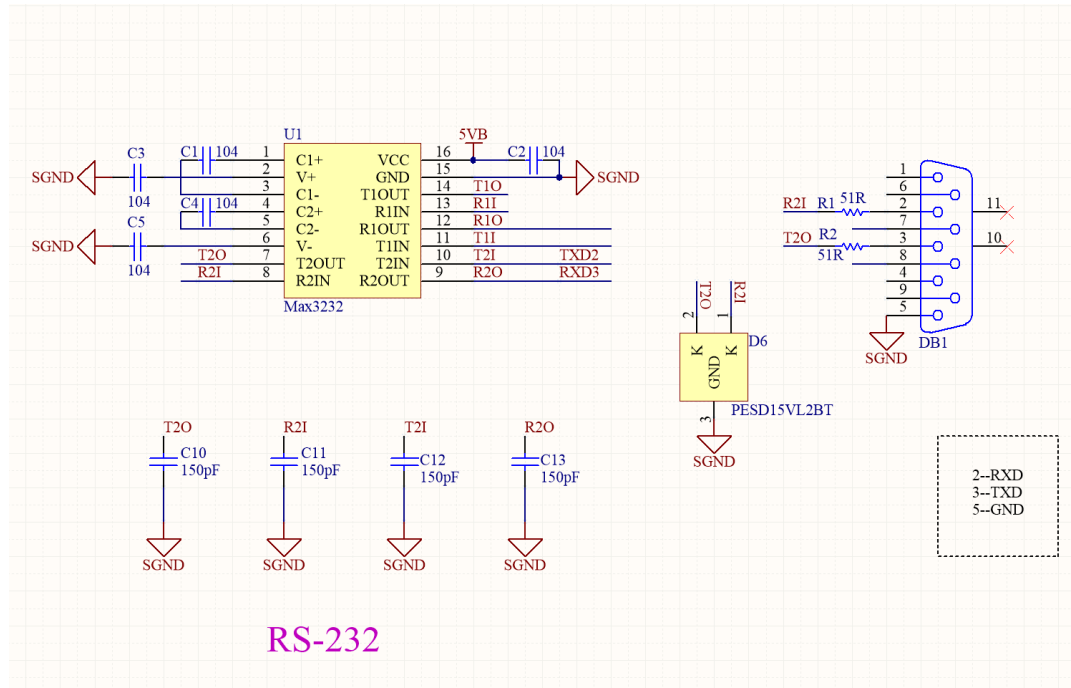 U1
5VB
C3
C1 104
1 C1+
VCC 16
C2 104
SGND
2 V+
GND 15
SGND
104
3 C1-
T1OUT 14 T1O
C4 104
4 C2+
R1IN 13 R1I
C5
5 C2-
R1OUT 12 R1O
SGND
6 V-
T1IN 11 T1I
104
T2O 7 T2OUT
T2IN 10 T2I TXD2
R2I 8 R2IN
R2OUT 9 R2O RXD3
Max3232
1
6
R2I R1 51R 2
11
7
T2O R2 3
10
51R
8
4
9
5
SGND
DB1
T2O
R2I
2
1
D6
K
K
GND
PESD15VL2BT
3
SGND
T2O
C10
150pF
SGND
R2I
C11
150pF
SGND
T2I
C12
150pF
SGND
R2O
C13
150pF
SGND
2--RXD
3--TXD
5--GND
RS-232